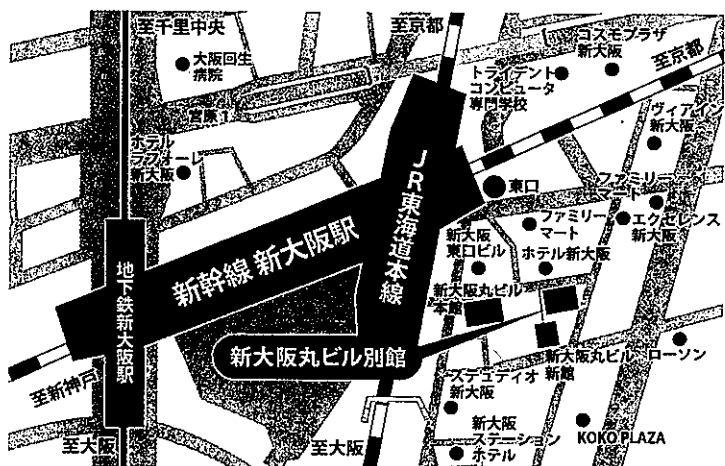 至千里中央
大阪回生
病院
至京都
コスモプラザ
新大阪
至京都
トライデント
コンピュータ
専門学校
宮原1
ヴィアイン
新大阪
ホテル
ラフォーレ
新大阪
JR東海道本線
東口
ファミリー
マート
ファミリー
マート
エクセレンス
新大阪
新幹線 新大阪駅
新大阪
東口ビル
ホテル新大阪
地下鉄新大阪駅
新大阪丸ビル
本館
新大阪丸ビル別館
新大阪丸ビル
新館
ローソン
至新神戸
ステュディオ
新大阪
新大阪
ステーション
ホテル
KOKO PLAZA
至大阪
至大阪